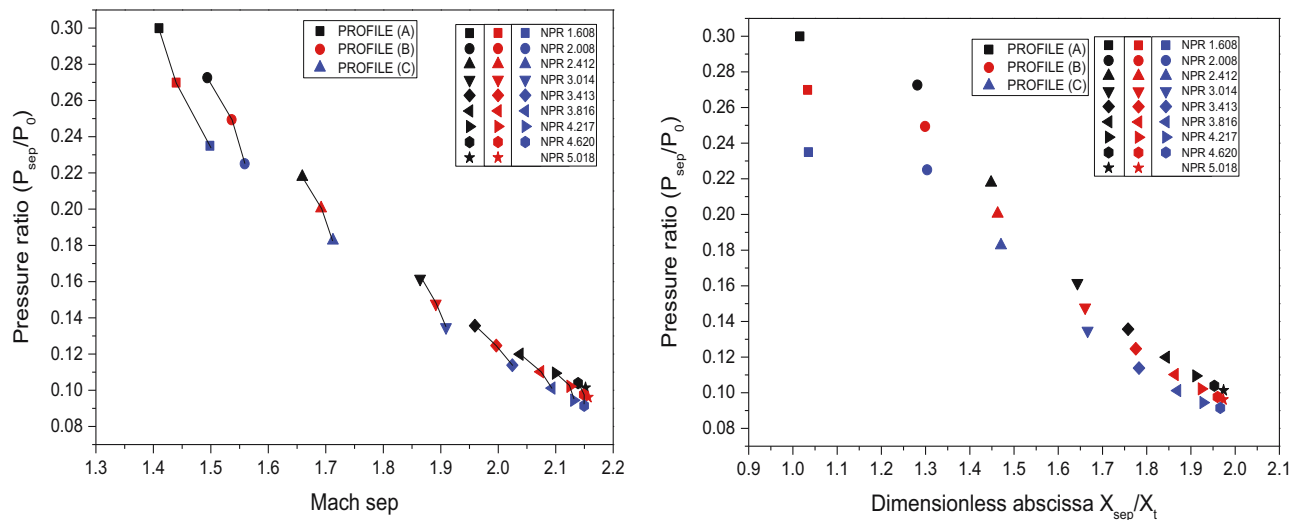 PROFILE (A)
PROFILE (B)
PROFILE (C)
NPR 1.608
NPR 2.008
NPR 2.412
NPR 3.014
NPR 3.413
NPR 3.816
NPR 4.217
NPR 4.620
NPR 5.018
Pressure ratio (P_sep/P_0)
0.30
0.28
0.26
0.24
0.22
0.20
0.18
0.16
0.14
0.12
0.10
0.08
1.3 1.4 1.5 1.6 1.7 1.8 1.9 2.0 2.1 2.2
Mach sep
PROFILE (A)
PROFILE (B)
PROFILE (C)
NPR 1.608
NPR 2.008
NPR 2.412
NPR 3.014
NPR 3.413
NPR 3.816
NPR 4.217
NPR 4.620
NPR 5.018
Pressure ratio (P_sep/P_0)
0.30
0.28
0.26
0.24
0.22
0.20
0.18
0.16
0.14
0.12
0.10
0.08
0.9 1.0 1.1 1.2 1.3 1.4 1.5 1.6 1.7 1.8 1.9 2.0 2.1
Dimensionless abscissa X_sep/X_t